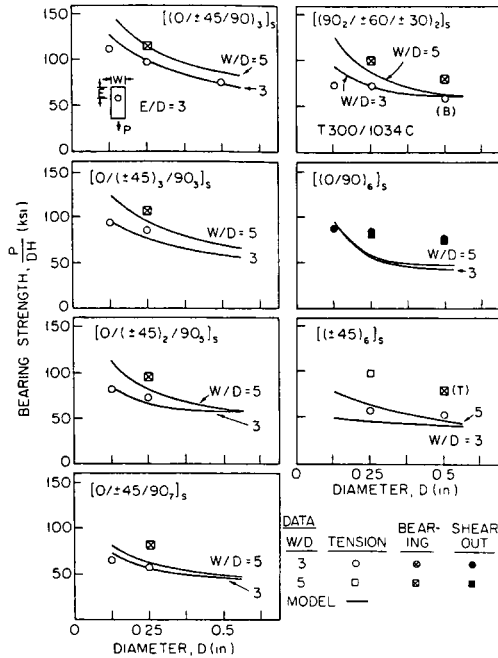 150
100
50
0
[(0/±45/90)₃]ₛ
W/D=5
3
W
E
E/D=3
P
[(90₂/±60/±30)₂]ₛ
W/D=5
W/D=3
(B)
T300/1034C
150
100
50
0
[0/(±45)₃/90₃]ₛ
W/D=5
3
[(0/90)₆]ₛ
W/D=5
3
BEARING STRENGTH, P/DH (ksi)
150
100
50
0
[0/(±45)₂/90₅]ₛ
W/D=5
3
[(±45)₆]ₛ
(T)
5
W/D=3
0
0.25
0.5
DIAMETER, D (in)
150
100
50
[0/±45/90₇]ₛ
W/D=5
3
0
0.25
0.5
DIAMETER, D (in)
DATA
W/D TENSION BEAR-ING SHEAR OUT
3
5
MODEL